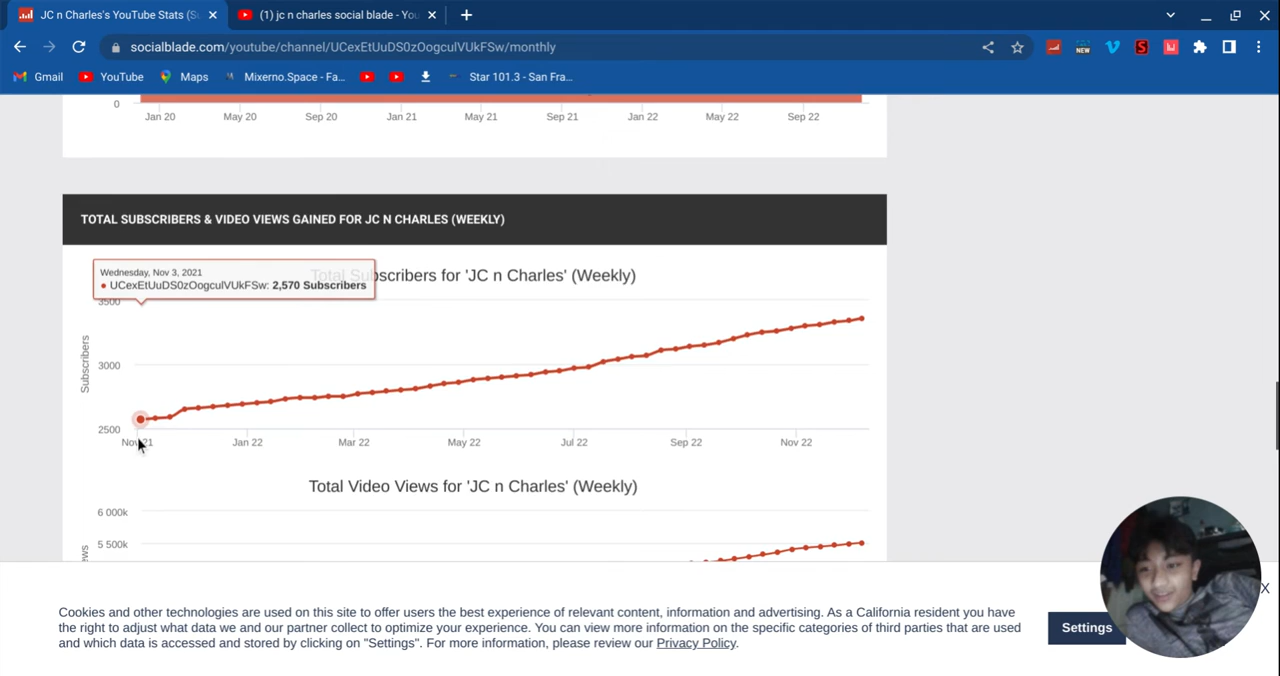 JC n Charles's YouTube Stats (Su
(1) jc n charles social blade - You
socialblade.com/youtube/channel/UCexEtUuDS0zOogculVUkFSw/monthly
NEW
Gmail
YouTube
Maps
Mixerno.Space - Fa...
Star 101.3 - San Fra...
0
Jan 20
May 20
Sep 20
Jan 21
May 21
Sep 21
Jan 22
May 22
Sep 22
TOTAL SUBSCRIBERS & VIDEO VIEWS GAINED FOR JC N CHARLES (WEEKLY)
Total Subscribers for 'JC n Charles' (Weekly)
Wednesday, Nov 3, 2021
● UCexEtUuDS0zOogculVUkFSw: 2,570 Subscribers
3500
Subscribers
3000
2500
Nov 21
Jan 22
Mar 22
May 22
Jul 22
Sep 22
Nov 22
Total Video Views for 'JC n Charles' (Weekly)
6 000k
5 500k
ws
Cookies and other technologies are used on this site to offer users the best experience of relevant content, information and advertising. As a California resident you have
the right to adjust what data we and our partner collect to optimize your experience. You can view more information on the specific categories of third parties that are used
and which data is accessed and stored by clicking on "Settings". For more information, please review our Privacy Policy.
Settings
X